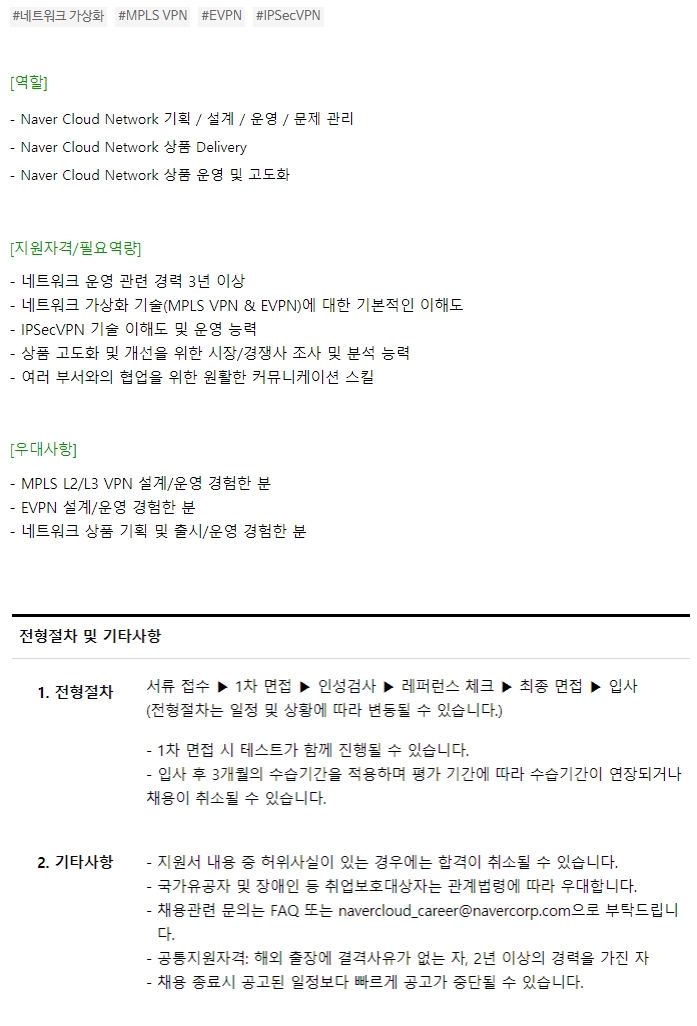 #네트워크 가상화 #MPLS VPN #EVPN #IPSecVPN
[역할]
- Naver Cloud Network 기획 / 설계 / 운영 / 문제 관리
- Naver Cloud Network 상품 Delivery
- Naver Cloud Network 상품 운영 및 고도화
[지원자격/필요역량]
- 네트워크 운영 관련 경력 3년 이상
- 네트워크 가상화 기술(MPLS VPN & EVPN)에 대한 기본적인 이해도
- IPSecVPN 기술 이해도 및 운영 능력
- 상품 고도화 및 개선을 위한 시장/경쟁사 조사 및 분석 능력
- 여러 부서와의 협업을 위한 원활한 커뮤니케이션 스킬
[우대사항]
- MPLS L2/L3 VPN 설계/운영 경험한 분
- EVPN 설계/운영 경험한 분
- 네트워크 상품 기획 및 출시/운영 경험한 분
전형절차 및 기타사항
1. 전형절차
서류 접수 ▶ 1차 면접 ▶ 인성검사 ▶ 레퍼런스 체크 ▶ 최종 면접 ▶ 입사
(전형절차는 일정 및 상황에 따라 변동될 수 있습니다.)
- 1차 면접 시 테스트가 함께 진행될 수 있습니다.
- 입사 후 3개월의 수습기간을 적용하며 평가 기간에 따라 수습기간이 연장되거나
채용이 취소될 수 있습니다.
2. 기타사항
- 지원서 내용 중 허위사실이 있는 경우에는 합격이 취소될 수 있습니다.
- 국가유공자 및 장애인 등 취업보호대상자는 관계법령에 따라 우대합니다.
- 채용관련 문의는 FAQ 또는 navercloud_career@navercorp.com으로 부탁드립니
다.
- 공통지원자격: 해외 출장에 결격사유가 없는 자, 2년 이상의 경력을 가진 자
- 채용 종료시 공고된 일정보다 빠르게 공고가 중단될 수 있습니다.